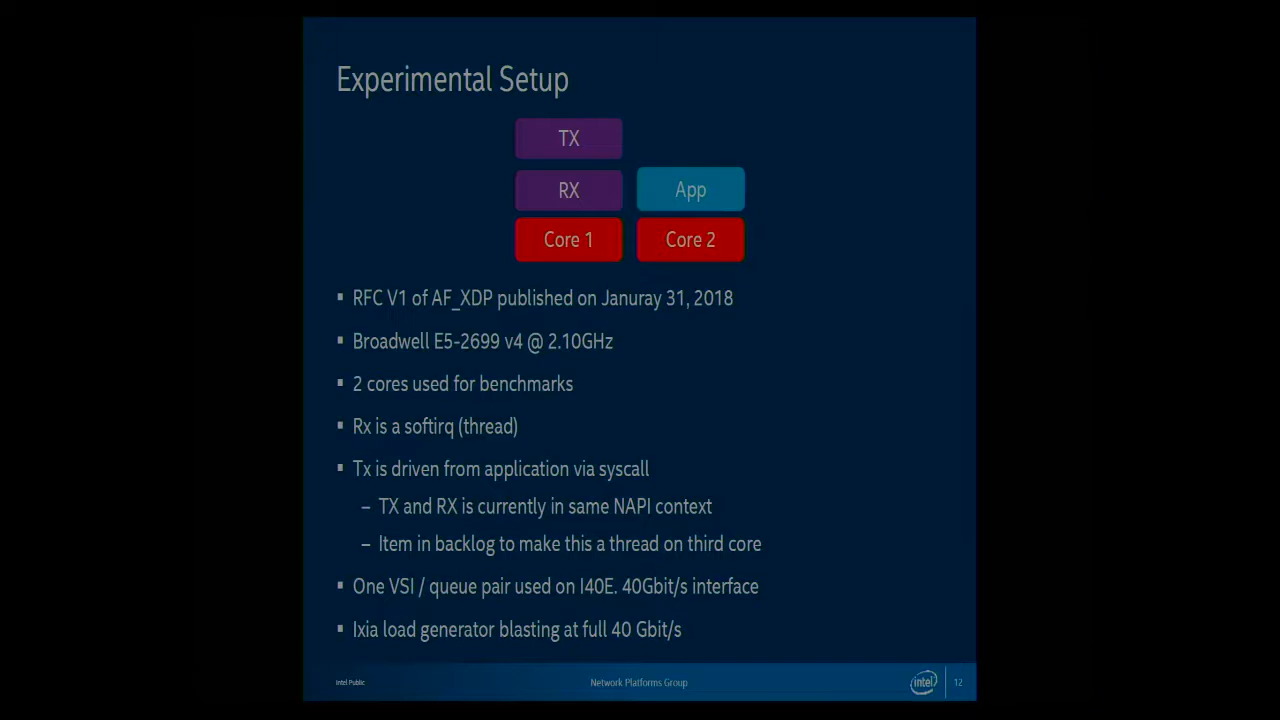 Experimental Setup
TX
RX
App
Core 1
Core 2
▪ RFC V1 of AF_XDP published on Januray 31, 2018
▪ Broadwell E5-2699 v4 @ 2.10GHz
▪ 2 cores used for benchmarks
▪ Rx is a softirq (thread)
▪ Tx is driven from application via syscall
– TX and RX is currently in same NAPI context
– Item in backlog to make this a thread on third core
▪ One VSI / queue pair used on I40E. 40Gbit/s interface
▪ Ixia load generator blasting at full 40 Gbit/s
Intel Public
Network Platforms Group
intel
12